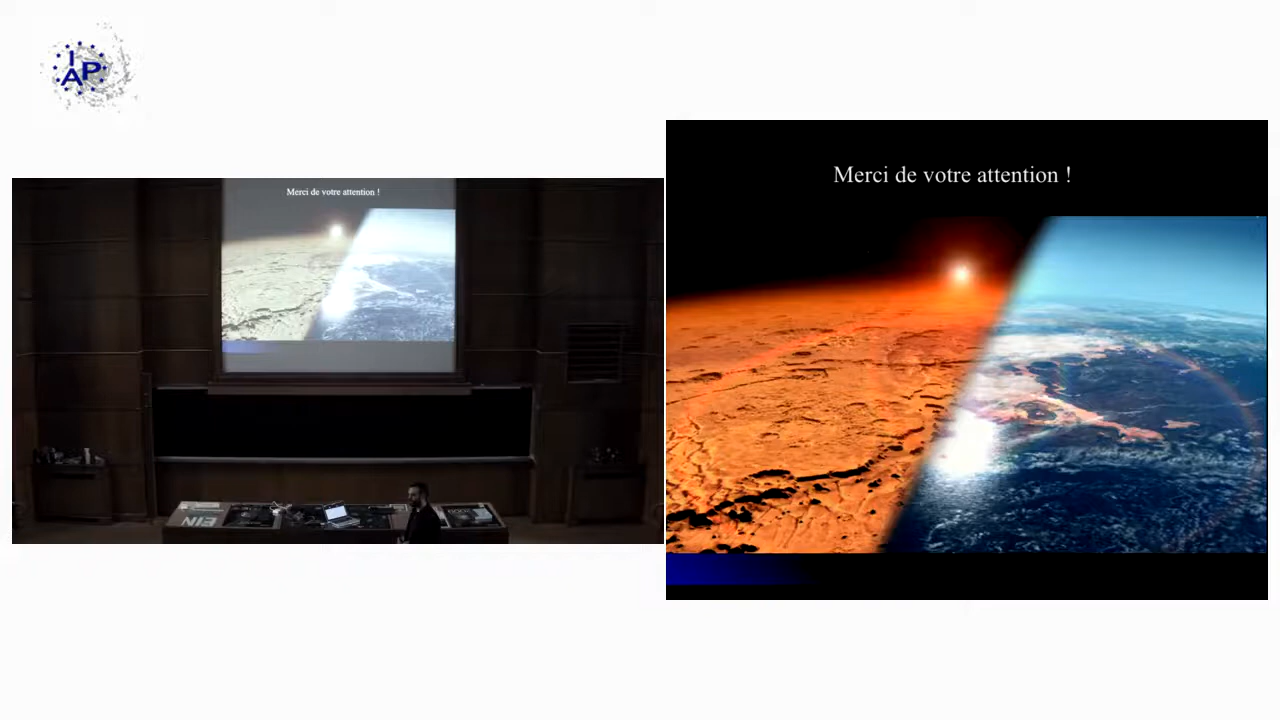 IAP
Merci de votre attention !
Merci de votre attention !